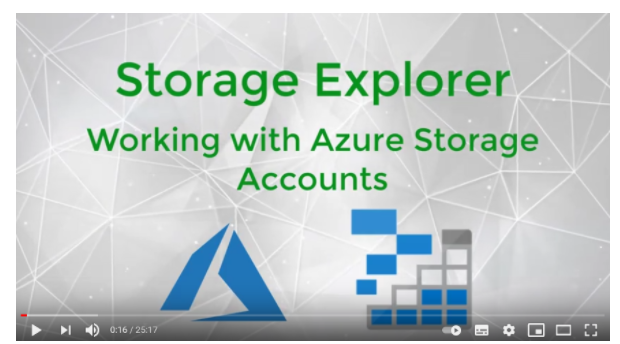 Storage Explorer
Working with Azure Storage
Accounts
0:16 / 25:17